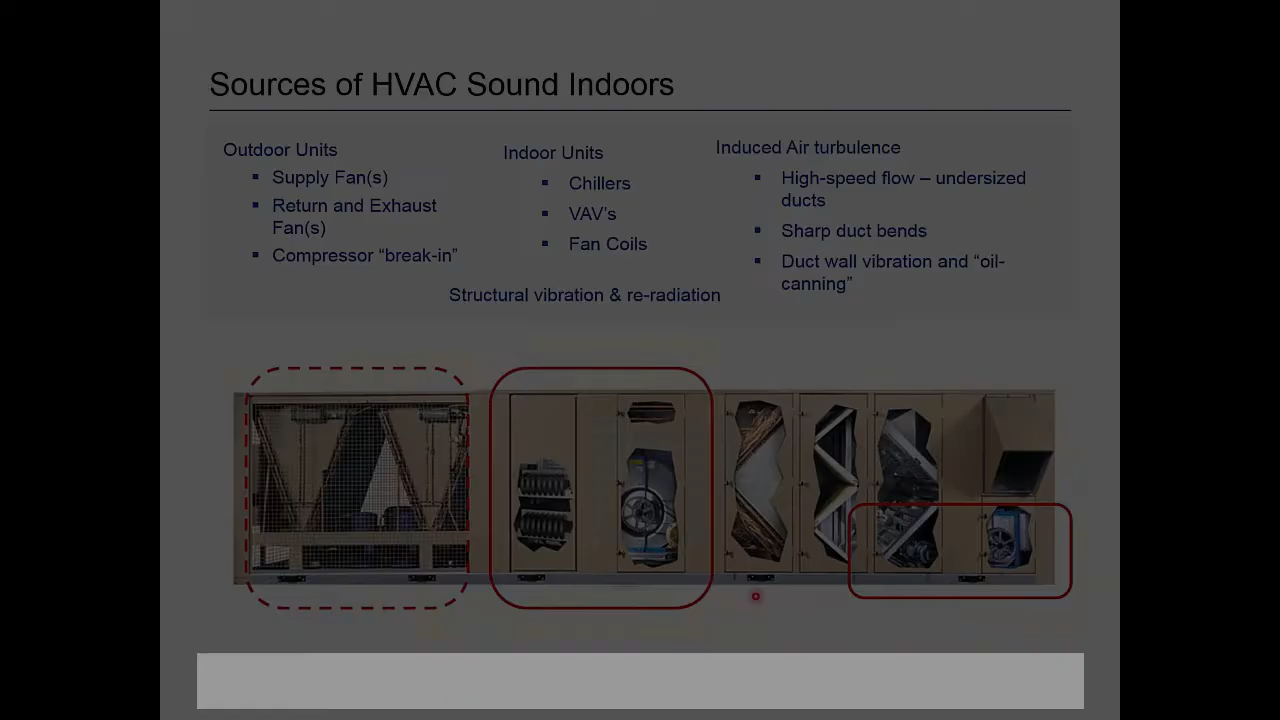 Sources of HVAC Sound Indoors
Outdoor Units
▪ Supply Fan(s)
▪ Return and Exhaust
Fan(s)
▪ Compressor “break-in”
Indoor Units
▪ Chillers
▪ VAV’s
▪ Fan Coils
Induced Air turbulence
▪ High-speed flow – undersized
ducts
▪ Sharp duct bends
▪ Duct wall vibration and “oil-
canning”
Structural vibration & re-radiation